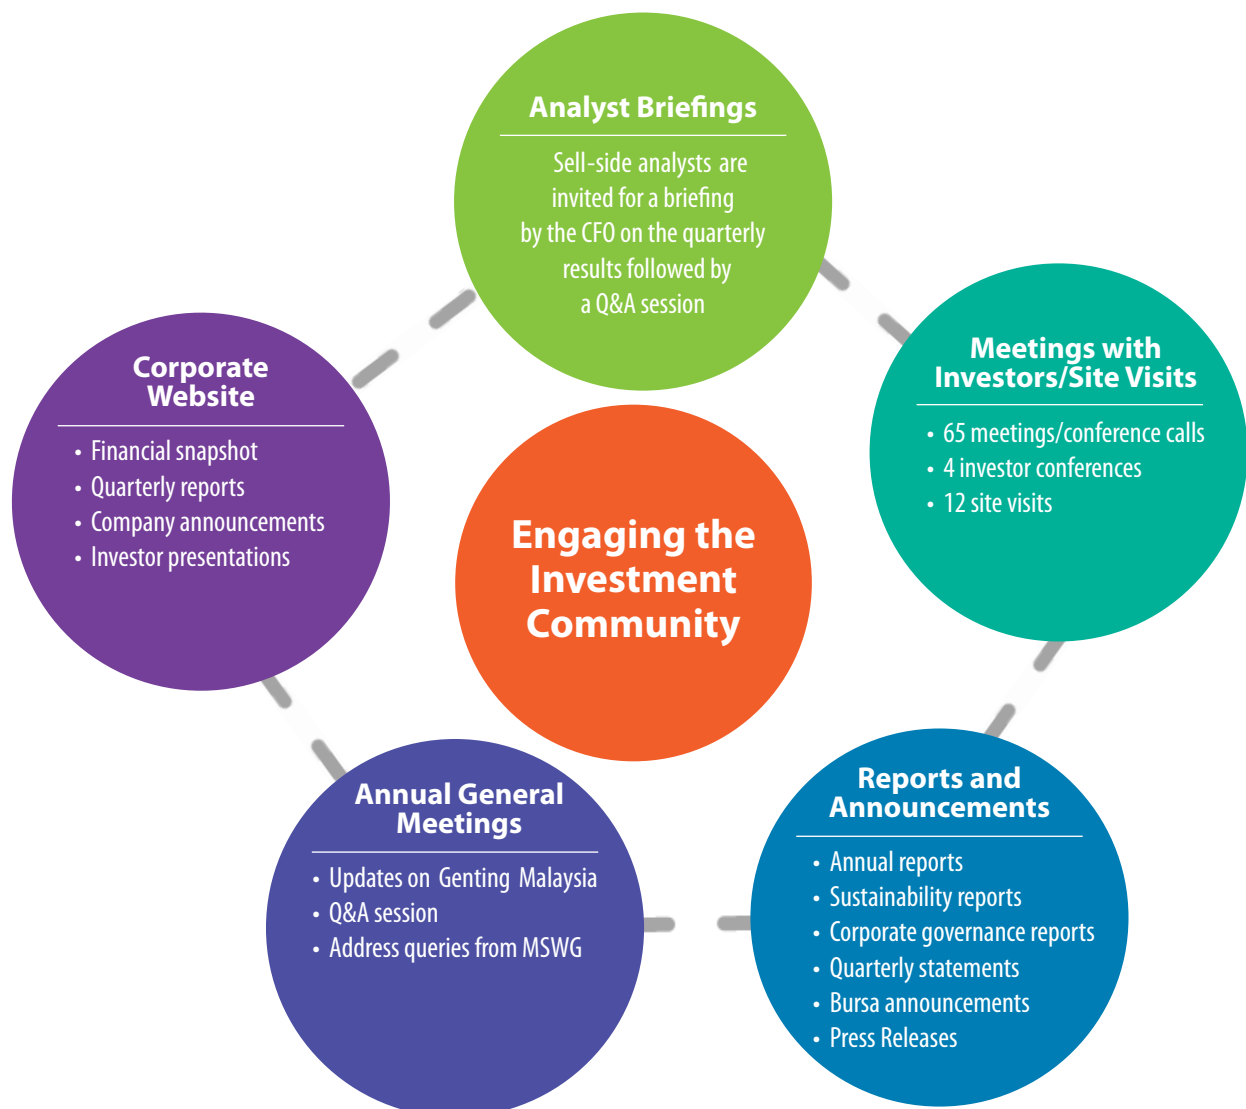 Analyst Briefings
Sell-side analysts are
invited for a briefing
by the CFO on the quarterly
results followed by
a Q&A session
Meetings with
Investors/Site Visits
• 65 meetings/conference calls
• 4 investor conferences
• 12 site visits
Corporate
Website
• Financial snapshot
• Quarterly reports
• Company announcements
• Investor presentations
Engaging the
Investment
Community
Annual General
Meetings
• Updates on Genting Malaysia
• Q&A session
• Address queries from MSWG
Reports and
Announcements
• Annual reports
• Sustainability reports
• Corporate governance reports
• Quarterly statements
• Bursa announcements
• Press Releases